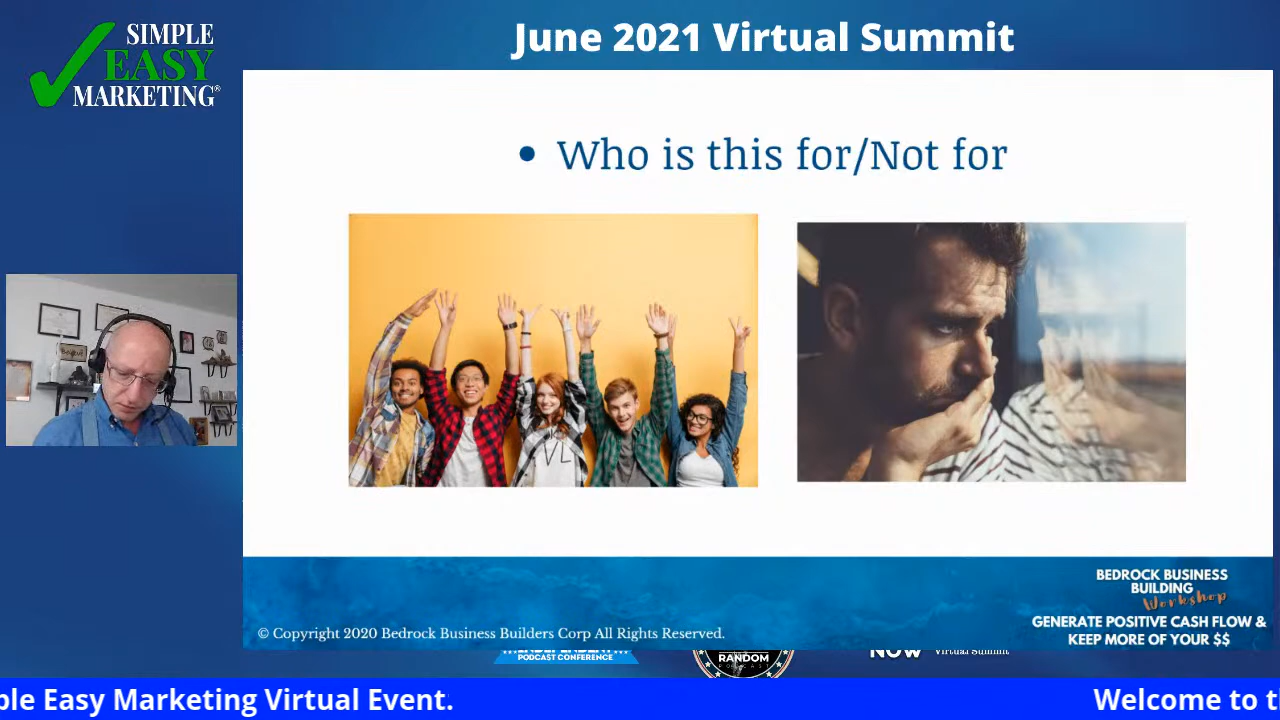 SIMPLE
EASY
MARKETING®
June 2021 Virtual Summit
• Who is this for/Not for
BEDROCK BUSINESS
BUILDING
Workshop
GENERATE POSITIVE CASH FLOW &
KEEP MORE OF YOUR $$
© Copyright 2020 Bedrock Business Builders Corp All Rights Reserved.
INDEPENDENT
PODCAST CONFERENCE
RANDOM
PODCAST
NOW
Virtual Summit
ple Easy Marketing Virtual Event.
Welcome to t